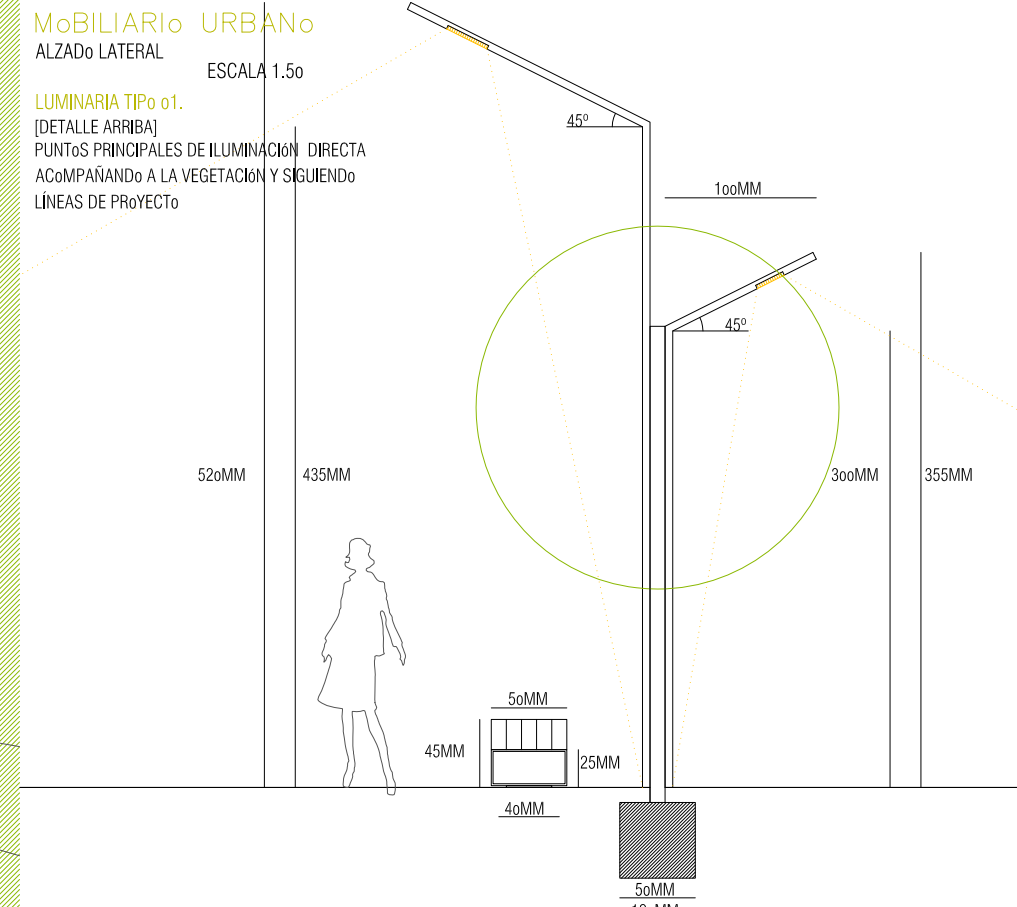 MoBILIARIo URBANo
ALZADo LATERAL
ESCALA 1.5o
LUMINARIA TIPo o1.
[DETALLE ARRIBA]
PUNToS PRINCIPALES DE ILUMINACIóN DIRECTA
ACoMPAÑANDo A LA VEGETACIóN Y SIGUIENDo
LÍNEAS DE PRoYECTo
45º
1ooMM
45º
52oMM
435MM
3ooMM
355MM
5oMM
45MM
25MM
4oMM
5oMM